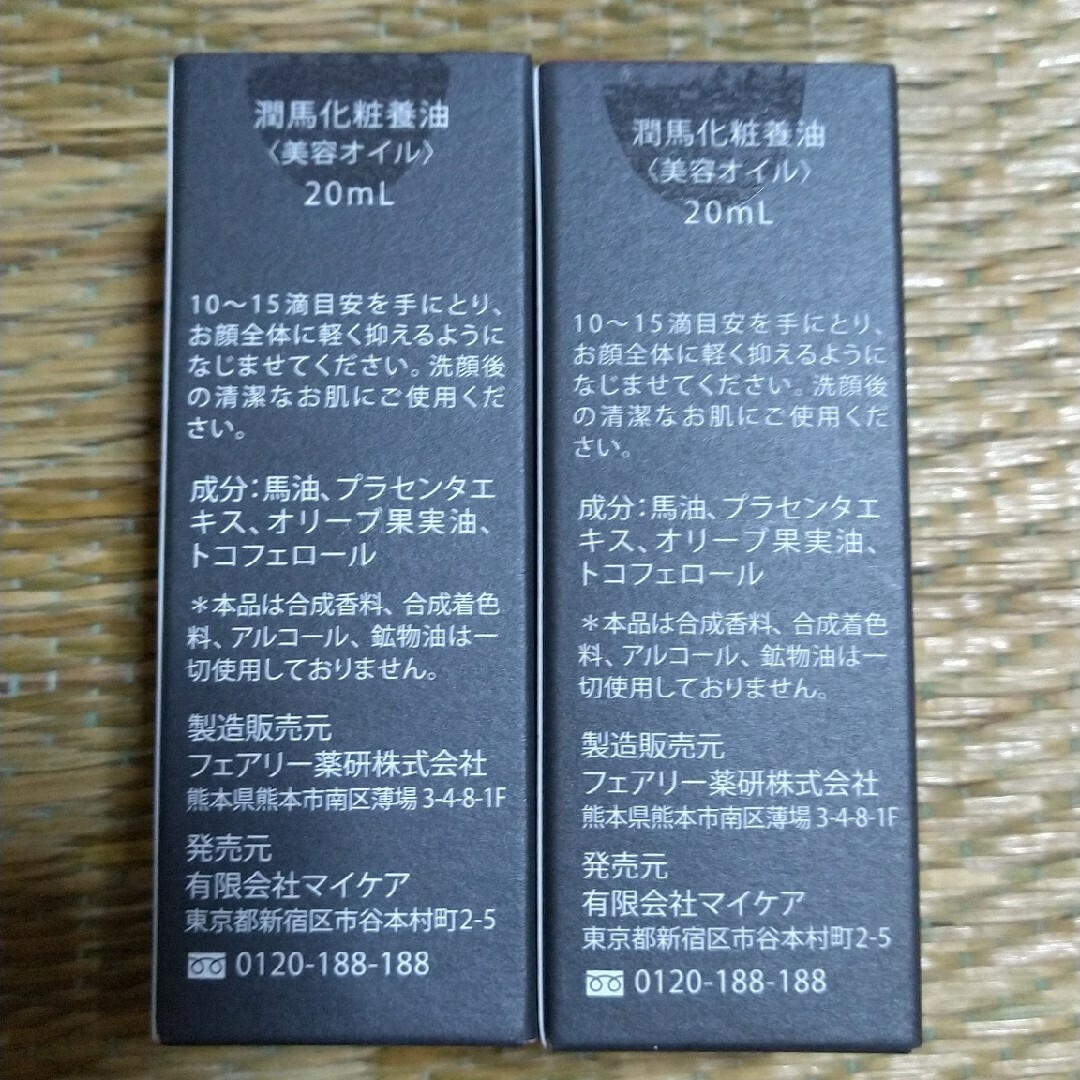 潤馬化粧養油
〈美容オイル〉
20mL
10〜15滴目安を手にとり、
お顔全体に軽く抑えるように
なじませてください。洗顔後
の清潔なお肌にご使用くだ
さい。
成分：馬油、プラセンタエ
キス、オリーブ果実油、
トコフェロール
＊本品は合成香料、合成着色
料、アルコール、鉱物油は一
切使用しておりません。
製造販売元
フェアリー薬研株式会社
熊本県熊本市南区薄場3-4-8-1F
発売元
有限会社マイケア
東京都新宿区市谷本村町2-5
0120-188-188
潤馬化粧養油
〈美容オイル〉
20mL
10〜15滴目安を手にとり、
お顔全体に軽く抑えるように
なじませてください。洗顔後
の清潔なお肌にご使用くだ
さい。
成分：馬油、プラセンタエ
キス、オリーブ果実油、
トコフェロール
＊本品は合成香料、合成着色
料、アルコール、鉱物油は一
切使用しておりません。
製造販売元
フェアリー薬研株式会社
熊本県熊本市南区薄場3-4-8-1F
発売元
有限会社マイケア
東京都新宿区市谷本村町2-5
0120-188-188